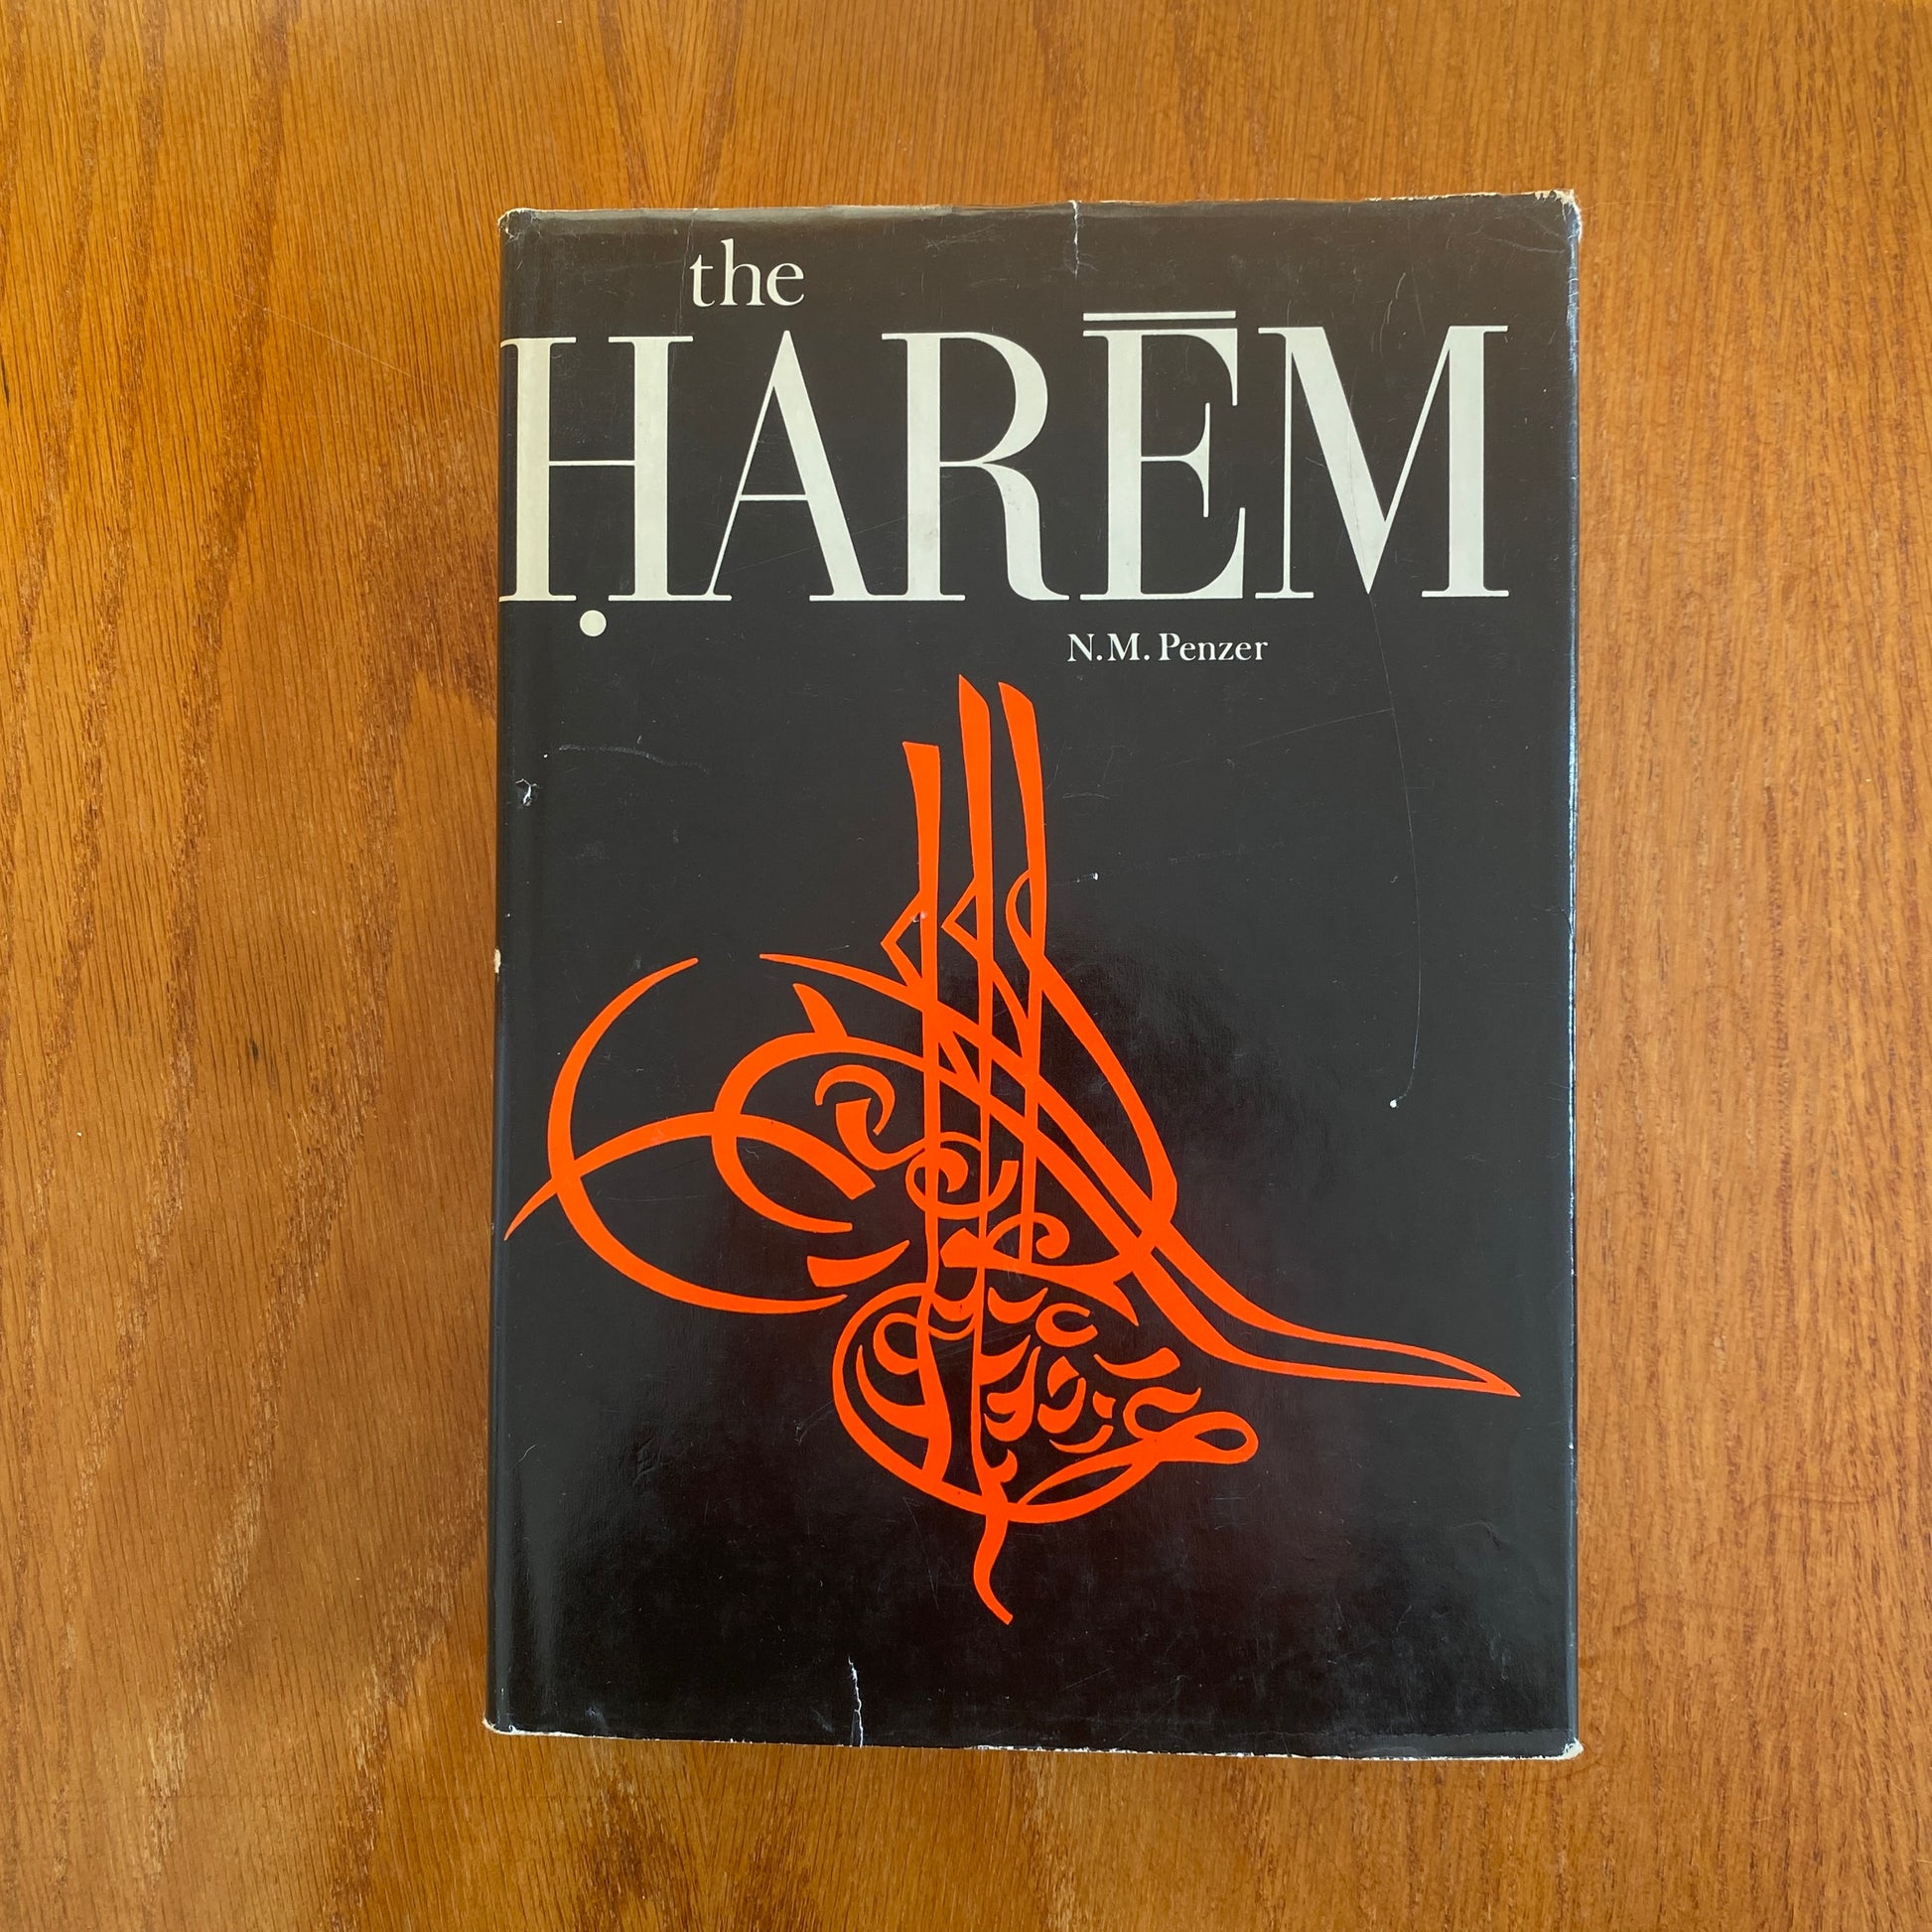 the
ḤARĒM
N.M. Penzer